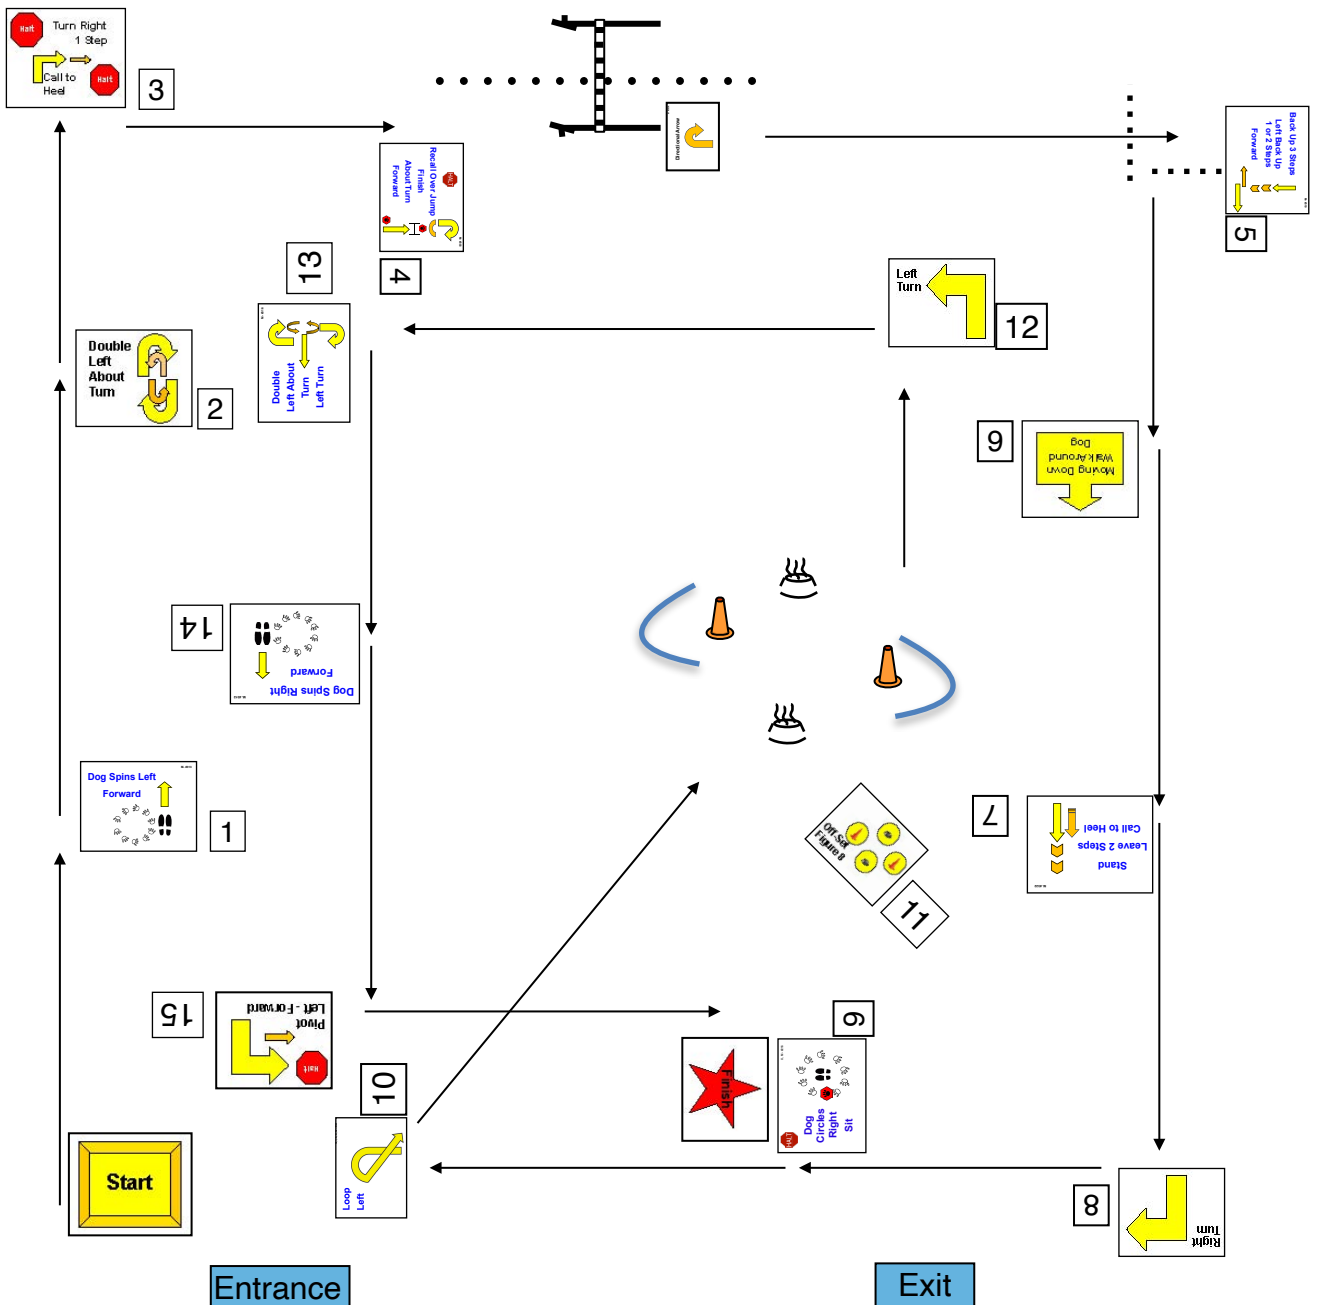 Halt
Turn Right
1 Step
Call to
Heel
Halt
3
Recall Over Jump
Finish
About Turn
Forward
HALT
4
Back Up 3 Steps
Left Back Up
1 or 2 Steps
Forward
5
Double
Left
About
Turn
2
13
Double
Left About
Turn
Left Turn
Left
Turn
12
Moving Down
Walk Around
Dog
6
14
Dog Spins Right
Forward
Dog Spins Left
Forward
1
Stand
Leave 2 Steps
Call to Heel
7
Off-Set
Figure 8
11
15
Pivot
Left - Forward
Halt
10
Loop
Left
Finish
9
HALT
Dog
Circles
Right
Sit
8
Right
Turn
Start
Entrance
Exit